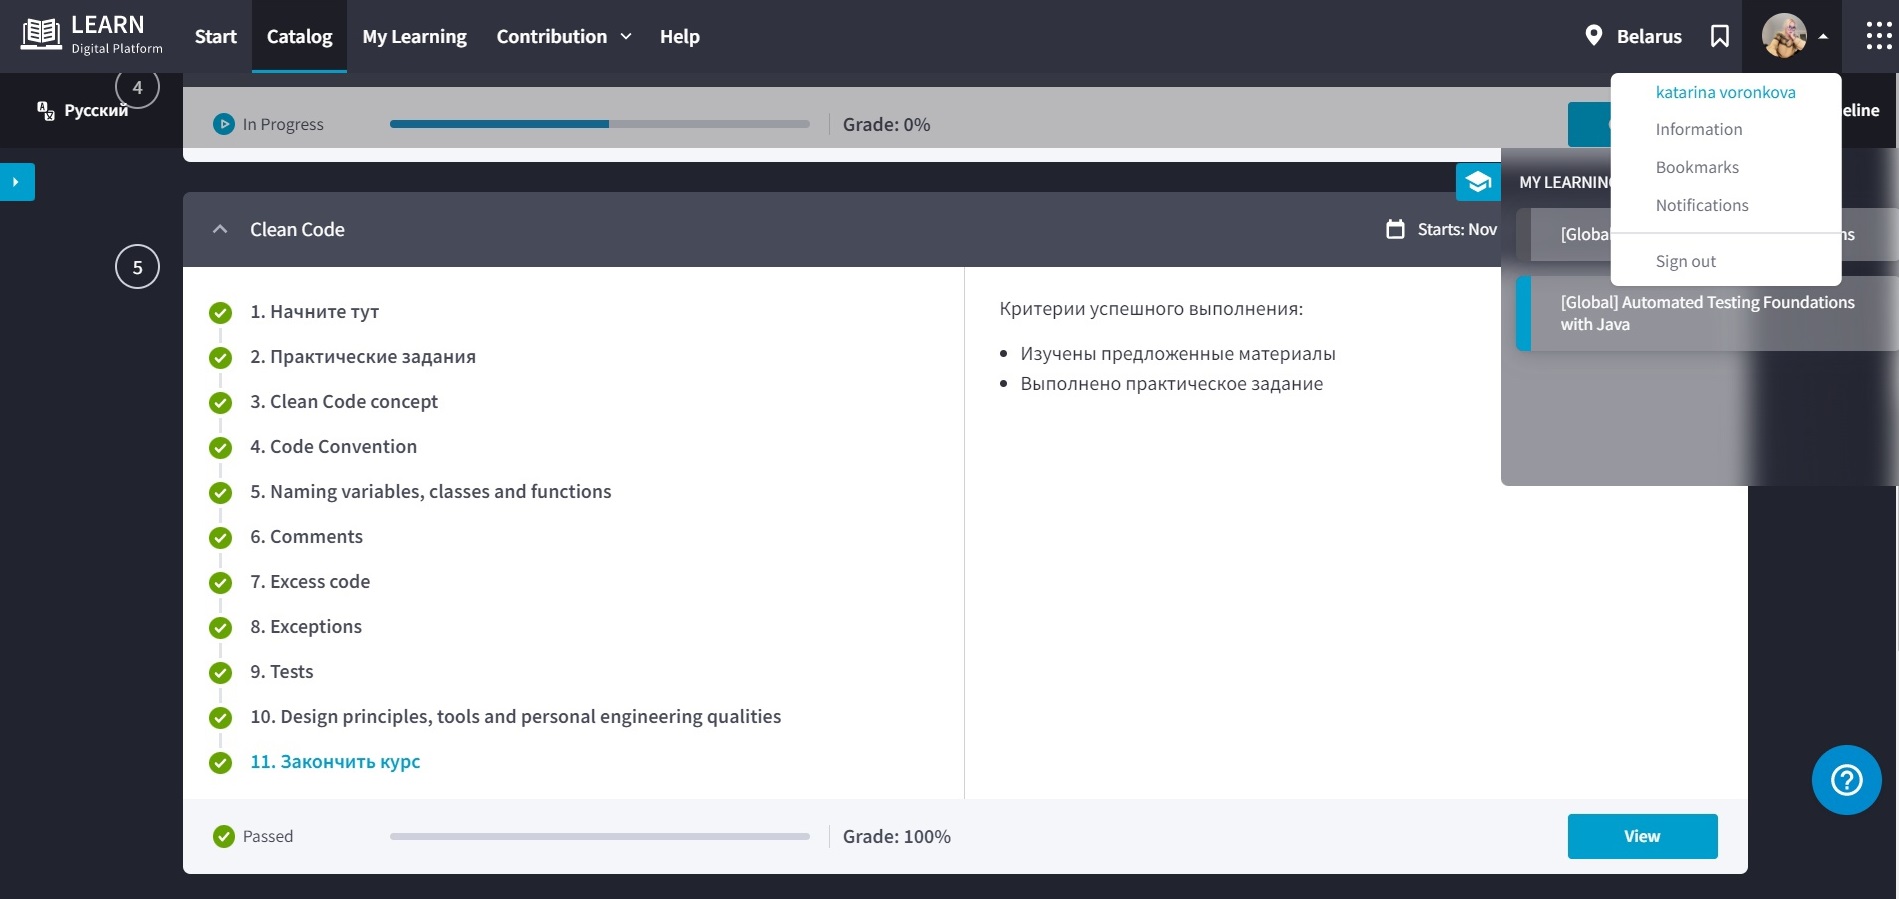 LEARN
Digital Platform
Start
Catalog
My Learning
Contribution
Help
Belarus
4
Русский
In Progress
Grade: 0%
katarina voronkova
Information
Bookmarks
Notifications
Sign out
eline
5
Clean Code
Starts: Nov
MY LEARNING
[Global
ns
[Global] Automated Testing Foundations
with Java
1. Начните тут
2. Практические задания
3. Clean Code concept
4. Code Convention
5. Naming variables, classes and functions
6. Comments
7. Excess code
8. Exceptions
9. Tests
10. Design principles, tools and personal engineering qualities
11. Закончить курс
Критерии успешного выполнения:
Изучены предложенные материалы
Выполнено практическое задание
Passed
Grade: 100%
View